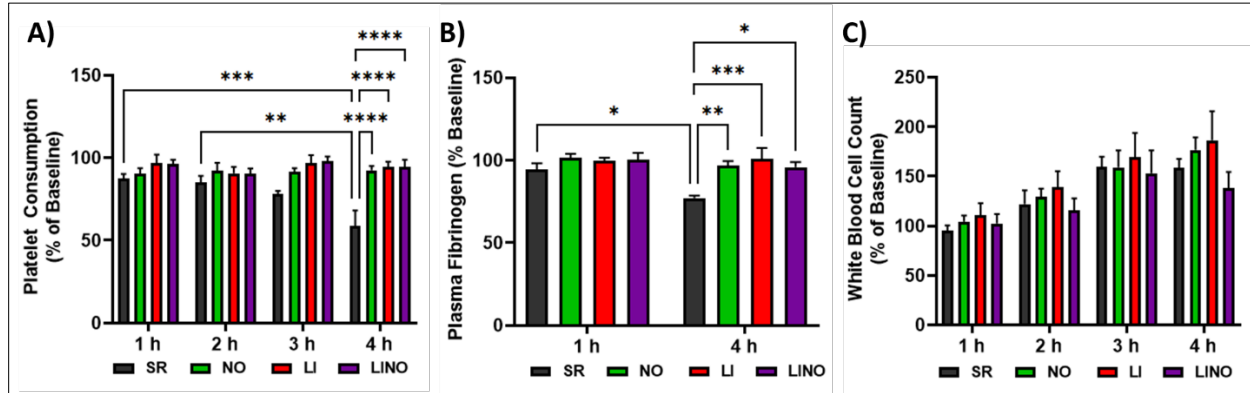 A)
****
***
****
**
****
150
100
50
0
Platelet Consumption
(% of Baseline)
1 h 2 h 3 h 4 h
SR NO LI LINO
B)
*
***
*
**
150
100
50
0
Plasma Fibrinogen (% Baseline)
1 h 4 h
SR NO LI LINO
C)
250
200
150
100
50
0
White Blood Cell Count
(% of Baseline)
1 h 2 h 3 h 4 h
SR NO LI LINO